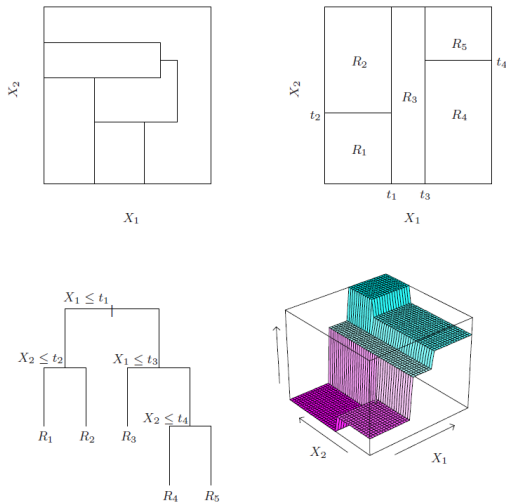 X₂
X₁
X₂
R₂
R₅
t₄
R₃
t₂
R₄
R₁
t₁
t₃
X₁
X₁ ≤ t₁
X₂ ≤ t₂
X₁ ≤ t₃
X₂ ≤ t₄
R₁
R₂
R₃
R₄
R₅
X₂
X₁